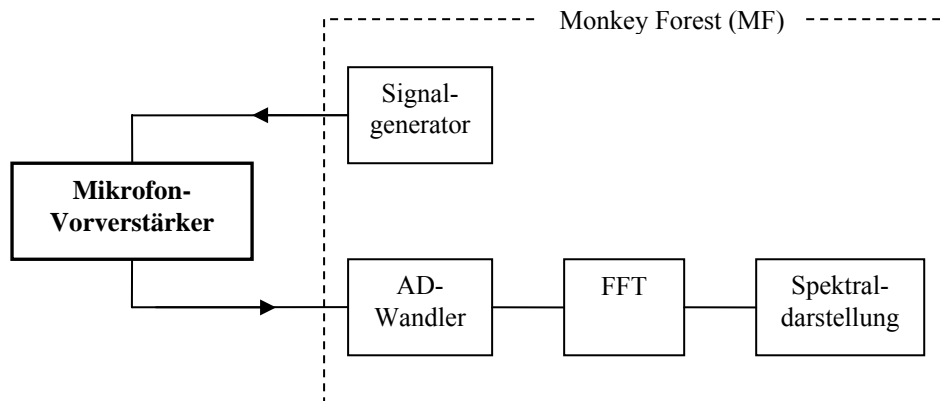 Monkey Forest (MF)
Signal-
generator
Mikrofon-
Vorverstärker
AD-
Wandler
FFT
Spektral-
darstellung